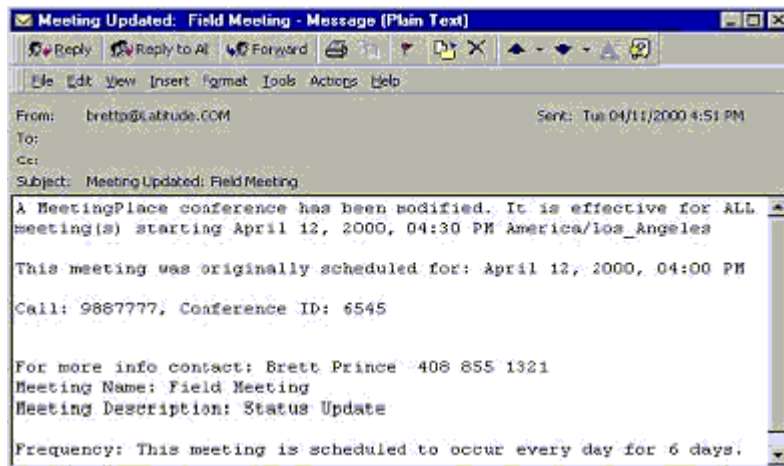 Meeting Updated: Field Meeting - Message (Plain Text)
Reply Reply to All Forward
File Edit View Insert Format Tools Actions Help
From: brettp@Latitude.COM Sent: Tue 04/11/2000 4:51 PM
To:
Cc:
Subject: Meeting Updated: Field Meeting
A MeetingPlace conference has been modified. It is effective for ALL
meeting(s) starting April 12, 2000, 04:30 PM America/Los_Angeles
This meeting was originally scheduled for: April 12, 2000, 04:00 PM
Call: 9887777, Conference ID: 6545
For more info contact: Brett Prince 408 855 1321
Meeting Name: Field Meeting
Meeting Description: Status Update
Frequency: This meeting is scheduled to occur every day for 6 days.